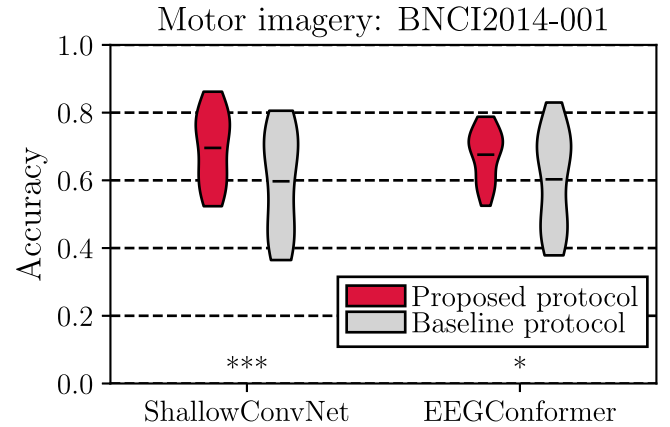 Motor imagery: BNCI2014-001
Accuracy
1.0
0.8
0.6
0.4
0.2
0.0
Proposed protocol
Baseline protocol
***
*
ShallowConvNet
EEGConformer